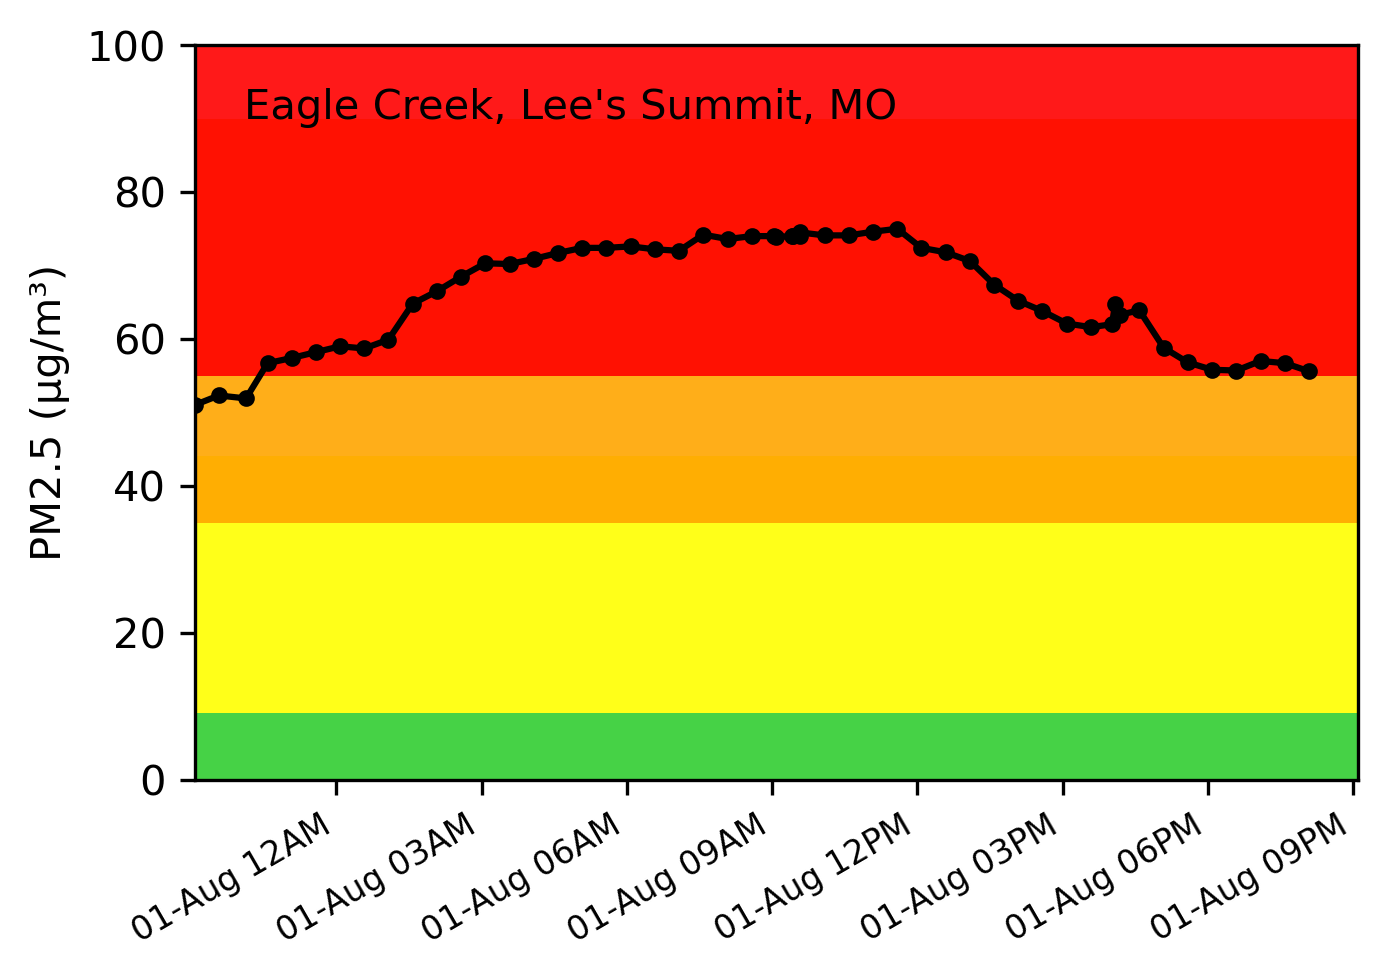 Eagle Creek, Lee's Summit, MO
PM2.5 (µg/m³)
100
80
60
40
20
0
01-Aug 12AM
01-Aug 03AM
01-Aug 06AM
01-Aug 09AM
01-Aug 12PM
01-Aug 03PM
01-Aug 06PM
01-Aug 09PM